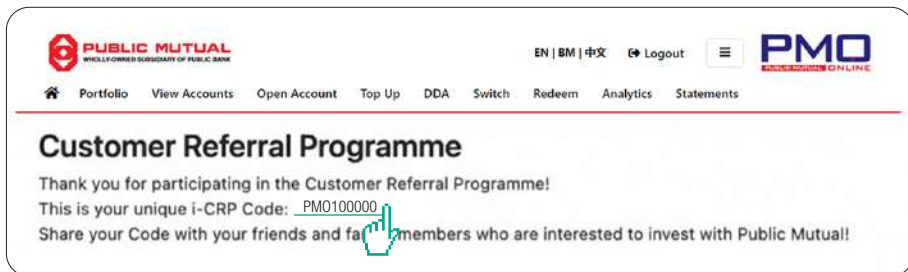 PUBLIC MUTUAL
WHOLLY-OWNED SUBSIDIARY OF PUBLIC BANK
EN | BM | 中文 Logout
PMO
PUBLIC MUTUAL ONLINE
Portfolio View Accounts Open Account Top Up DDA Switch Redeem Analytics Statements
Customer Referral Programme
Thank you for participating in the Customer Referral Programme!
This is your unique i-CRP Code: PMO100000
Share your Code with your friends and members who are interested to invest with Public Mutual!